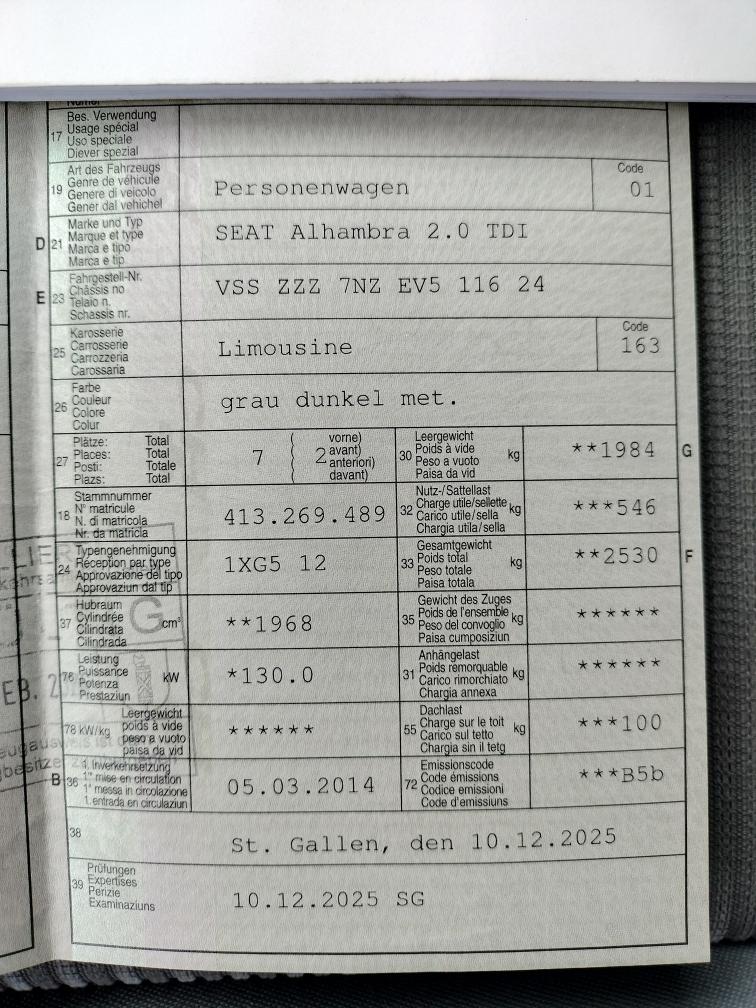 Bes. Verwendung
17 Usage spécial
Uso speciale
Diever spezial
Art des Fahrzeugs
19 Genre de véhicule
Genere di veicolo
Gener dal vehichel
Personenwagen
Code
01
D 21 Marke und Typ
Marque et type
Marca e tipo
Marca e tip
SEAT Alhambra 2.0 TDI
E 23 Fahrgestell-Nr.
Châssis no
Telaio n.
Schassis nr.
VSS ZZZ 7NZ EV5 116 24
25 Karosserie
Carrosserie
Carrozzeria
Carossaria
Limousine
Code
163
26 Farbe
Couleur
Colore
Colur
grau dunkel met.
27 Plätze: Total
Places: Total
Posti: Totale
Plazs: Total
7 ( 2 vorne)
avant)
anteriori)
davant)
30 Leergewicht
Poids à vide
Peso a vuoto
Paisa da vid
kg
**1984 G
18 Stammnummer
N° matricule
N. di matricola
Nr. da matricla
413.269.489
32 Nutz-/Sattellast
Charge utile/sellette
Carico utile/sella
Chargia utila/sella
kg
***546
24 Typengenehmigung
Réception par type
Approvazione del tipo
Approvaziun dal tip
1XG5 12
33 Gesamtgewicht
Poids total
Peso totale
Paisa totala
kg
**2530 F
37 Hubraum
Cylindrée
Cilindrata
Cilindrada
cm³
**1968
35 Gewicht des Zuges
Poids de l'ensemble
Peso del convoglio
Paisa cumposiziun
kg
******
76 Leistung
Puissance
Potenza
Prestaziun
kW
*130.0
31 Anhängelast
Poids remorquable
Carico rimorchiato
Chargia annexa
kg
******
78 kW/kg Leergewicht
poids à vide
peso a vuoto
paisa da vid
******
55 Dachlast
Charge sur le toit
Carico sul tetto
Chargia sin il tetg
kg
***100
B 36 1. Inverkehrsetzung
1re mise en circulation
1a messa in circolazione
1. entrada en circulaziun
05.03.2014
72 Emissionscode
Code émissions
Codice emissioni
Code d'emissiuns
***B5b
38
St. Gallen, den 10.12.2025
39 Prüfungen
Expertises
Perizie
Examinaziuns
10.12.2025 SG